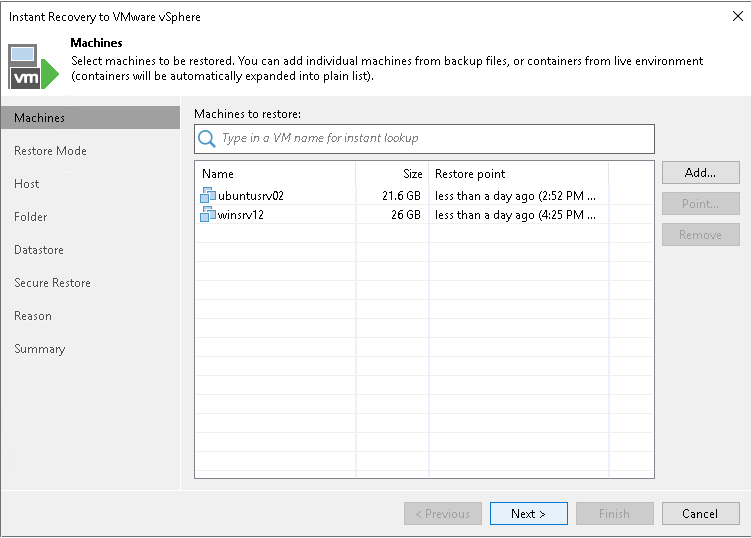 Instant Recovery to VMware vSphere
Machines
Select machines to be restored. You can add individual machines from backup files, or containers from live environment
(containers will be automatically expanded into plain list).
vm
Machines
Restore Mode
Host
Folder
Datastore
Secure Restore
Reason
Summary
Machines to restore:
Type in a VM name for instant lookup
Name Size Restore point
ubuntusrv02 21.6 GB less than a day ago (2:52 PM ...
winsrv12 26 GB less than a day ago (4:25 PM ...
Add...
Point...
Remove
< Previous Next > Finish Cancel